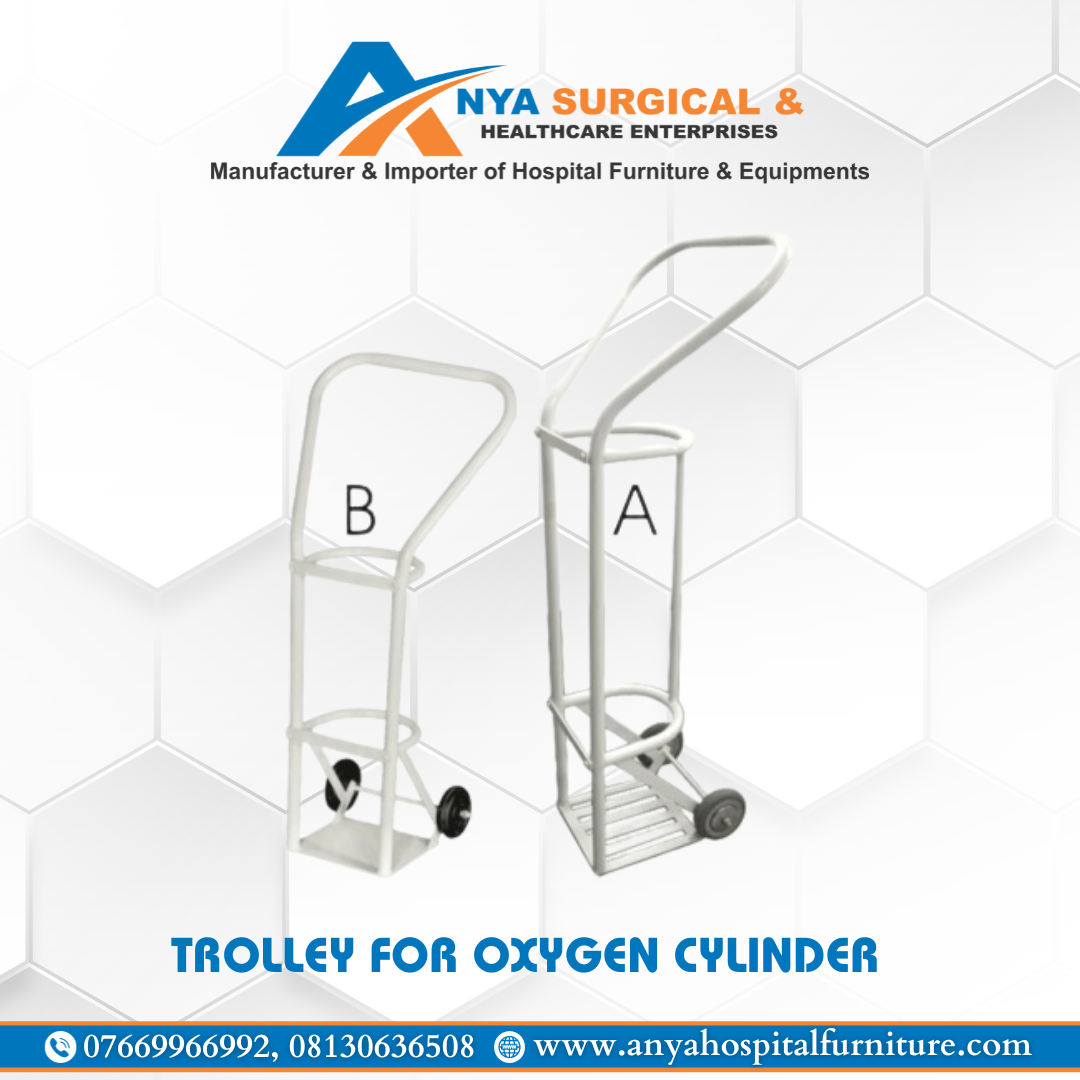 ANYA SURGICAL &
HEALTHCARE ENTERPRISES
Manufacturer & Importer of Hospital Furniture & Equipments
B
A
TROLLEY FOR OXYGEN CYLINDER
07669966992, 08130636508 www.anyahospitalfurniture.com